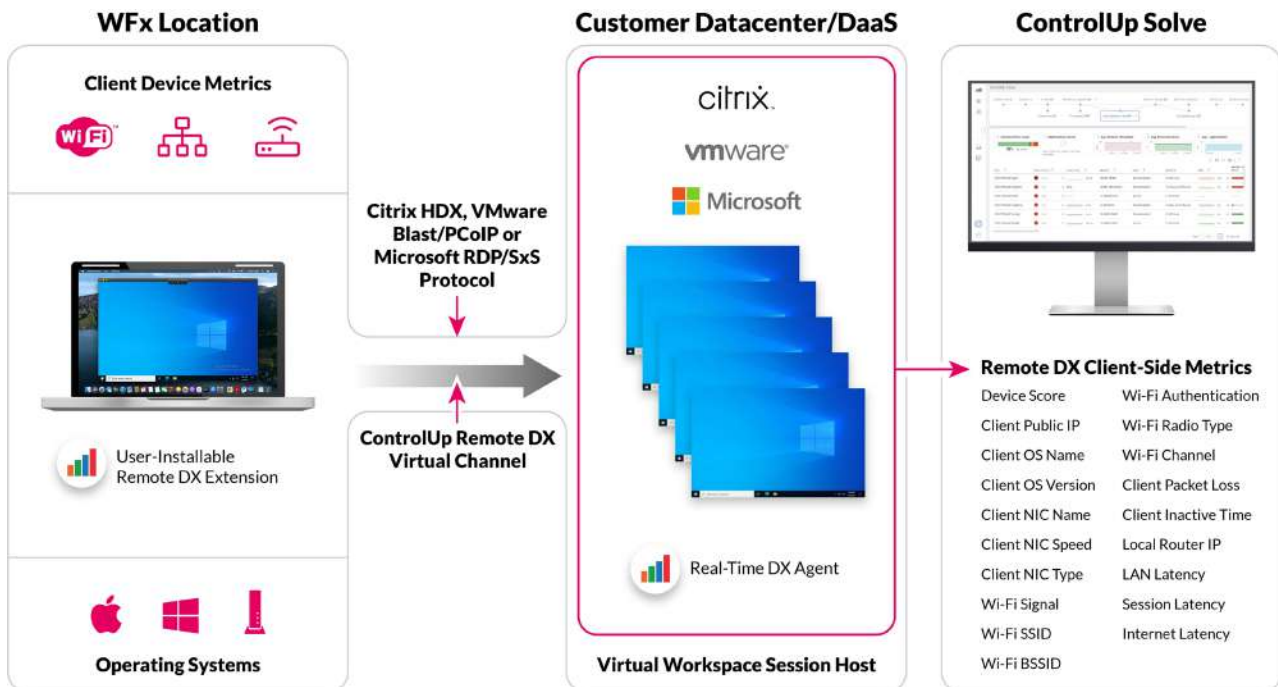 WFx Location
Client Device Metrics
Wi Fi™
User-Installable
Remote DX Extension
Operating Systems
Citrix HDX, VMware
Blast/PCoIP or
Microsoft RDP/SxS
Protocol
ControlUp Remote DX
Virtual Channel
Customer Datacenter/DaaS
citrix.
vmware®
Microsoft
Real-Time DX Agent
Virtual Workspace Session Host
ControlUp Solve
Remote DX Client-Side Metrics
Device Score
Client Public IP
Client OS Name
Client OS Version
Client NIC Name
Client NIC Speed
Client NIC Type
Wi-Fi Signal
Wi-Fi SSID
Wi-Fi BSSID
Wi-Fi Authentication
Wi-Fi Radio Type
Wi-Fi Channel
Client Packet Loss
Client Inactive Time
Local Router IP
LAN Latency
Session Latency
Internet Latency